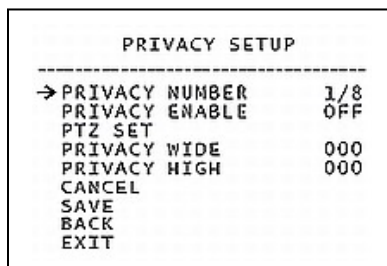 PRIVACY SETUP
→ PRIVACY NUMBER 1/8
PRIVACY ENABLE OFF
PTZ SET
PRIVACY WIDE 000
PRIVACY HIGH 000
CANCEL
SAVE
BACK
EXIT